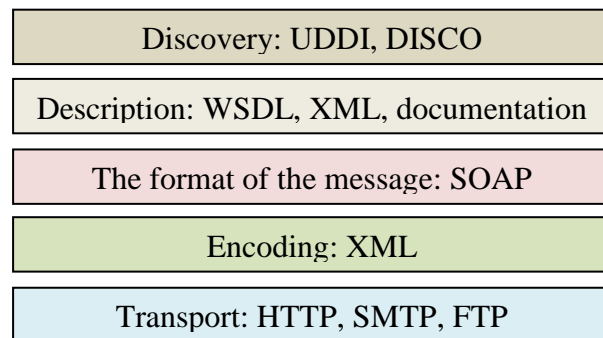 Discovery: UDDI, DISCO
Description: WSDL, XML, documentation
The format of the message: SOAP
Encoding: XML
Transport: HTTP, SMTP, FTP